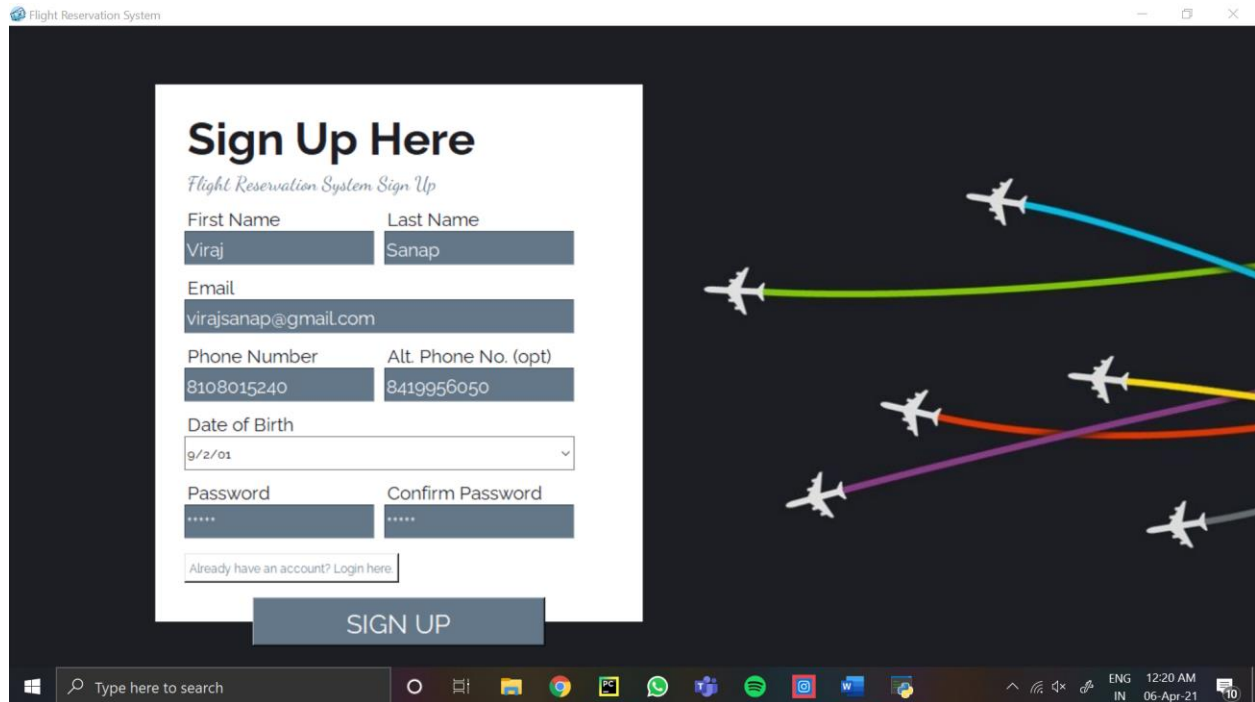 Flight Reservation System
Sign Up Here
Flight Reservation System Sign Up
First Name Last Name
Viraj Sanap
Email
virajsanap@gmail.com
Phone Number Alt. Phone No. (opt)
8108015240 8419956050
Date of Birth
9/2/01
Password Confirm Password
***** *****
Already have an account? Login here.
SIGN UP
Type here to search
ENG 12:20 AM
IN 06-Apr-21
10